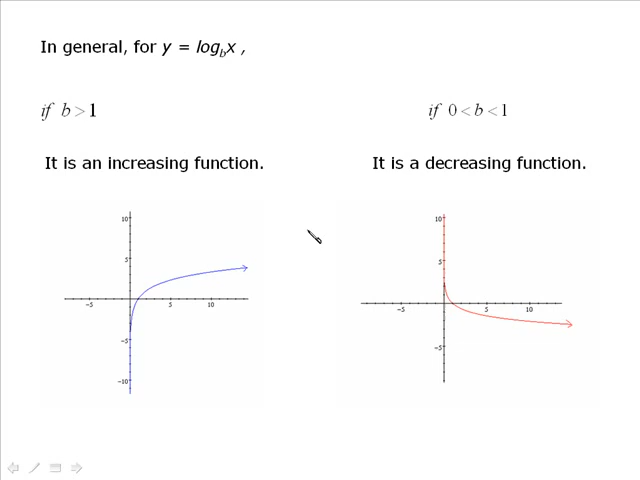 In general, for y = log_b x ,
if b > 1
if 0 < b < 1
It is an increasing function.
It is a decreasing function.
10
5
−5
5
10
−5
−10
10
5
−5
5
10
−5